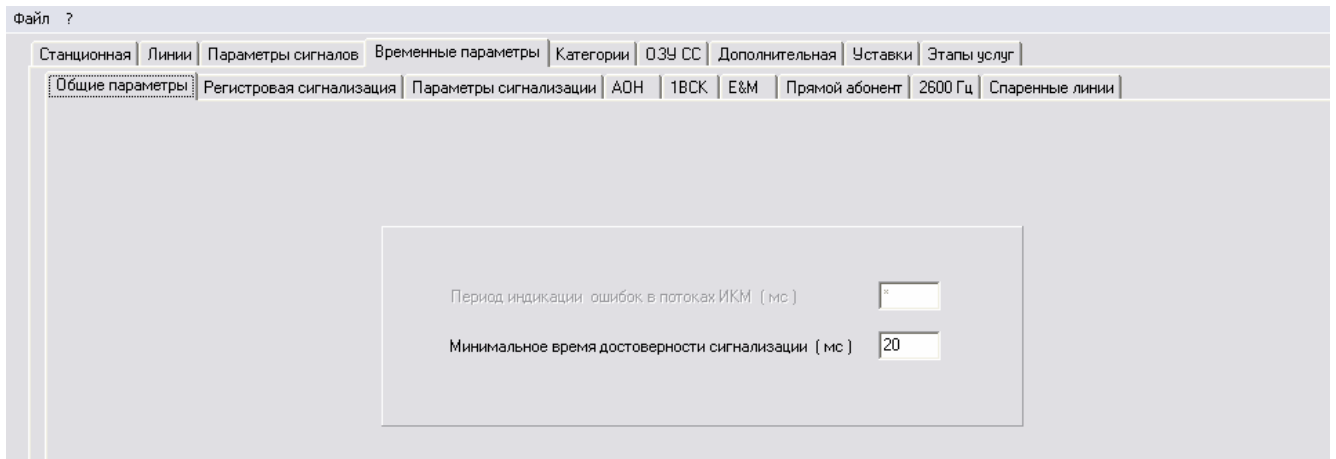 Файл ?
Станционная Линии Параметры сигналов Временные параметры Категории ОЗУ СС Дополнительная Уставки Этапы услуг
Общие параметры Регистровая сигнализация Параметры сигнализации АОН 1ВСК E&M Прямой абонент 2600 Гц Спаренные линии
Период индикации ошибок в потоках ИКМ ( мс ) *
Минимальное время достоверности сигнализации ( мс ) 20